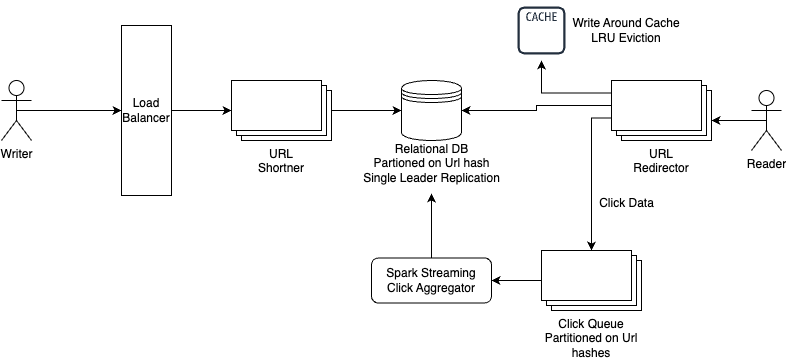 CACHE
Write Around Cache
LRU Eviction
Load
Balancer
Writer
URL
Shortner
Relational DB
Partioned on Url hash
Single Leader Replication
URL
Redirector
Reader
Click Data
Spark Streaming
Click Aggregator
Click Queue
Partitioned on Url
hashes